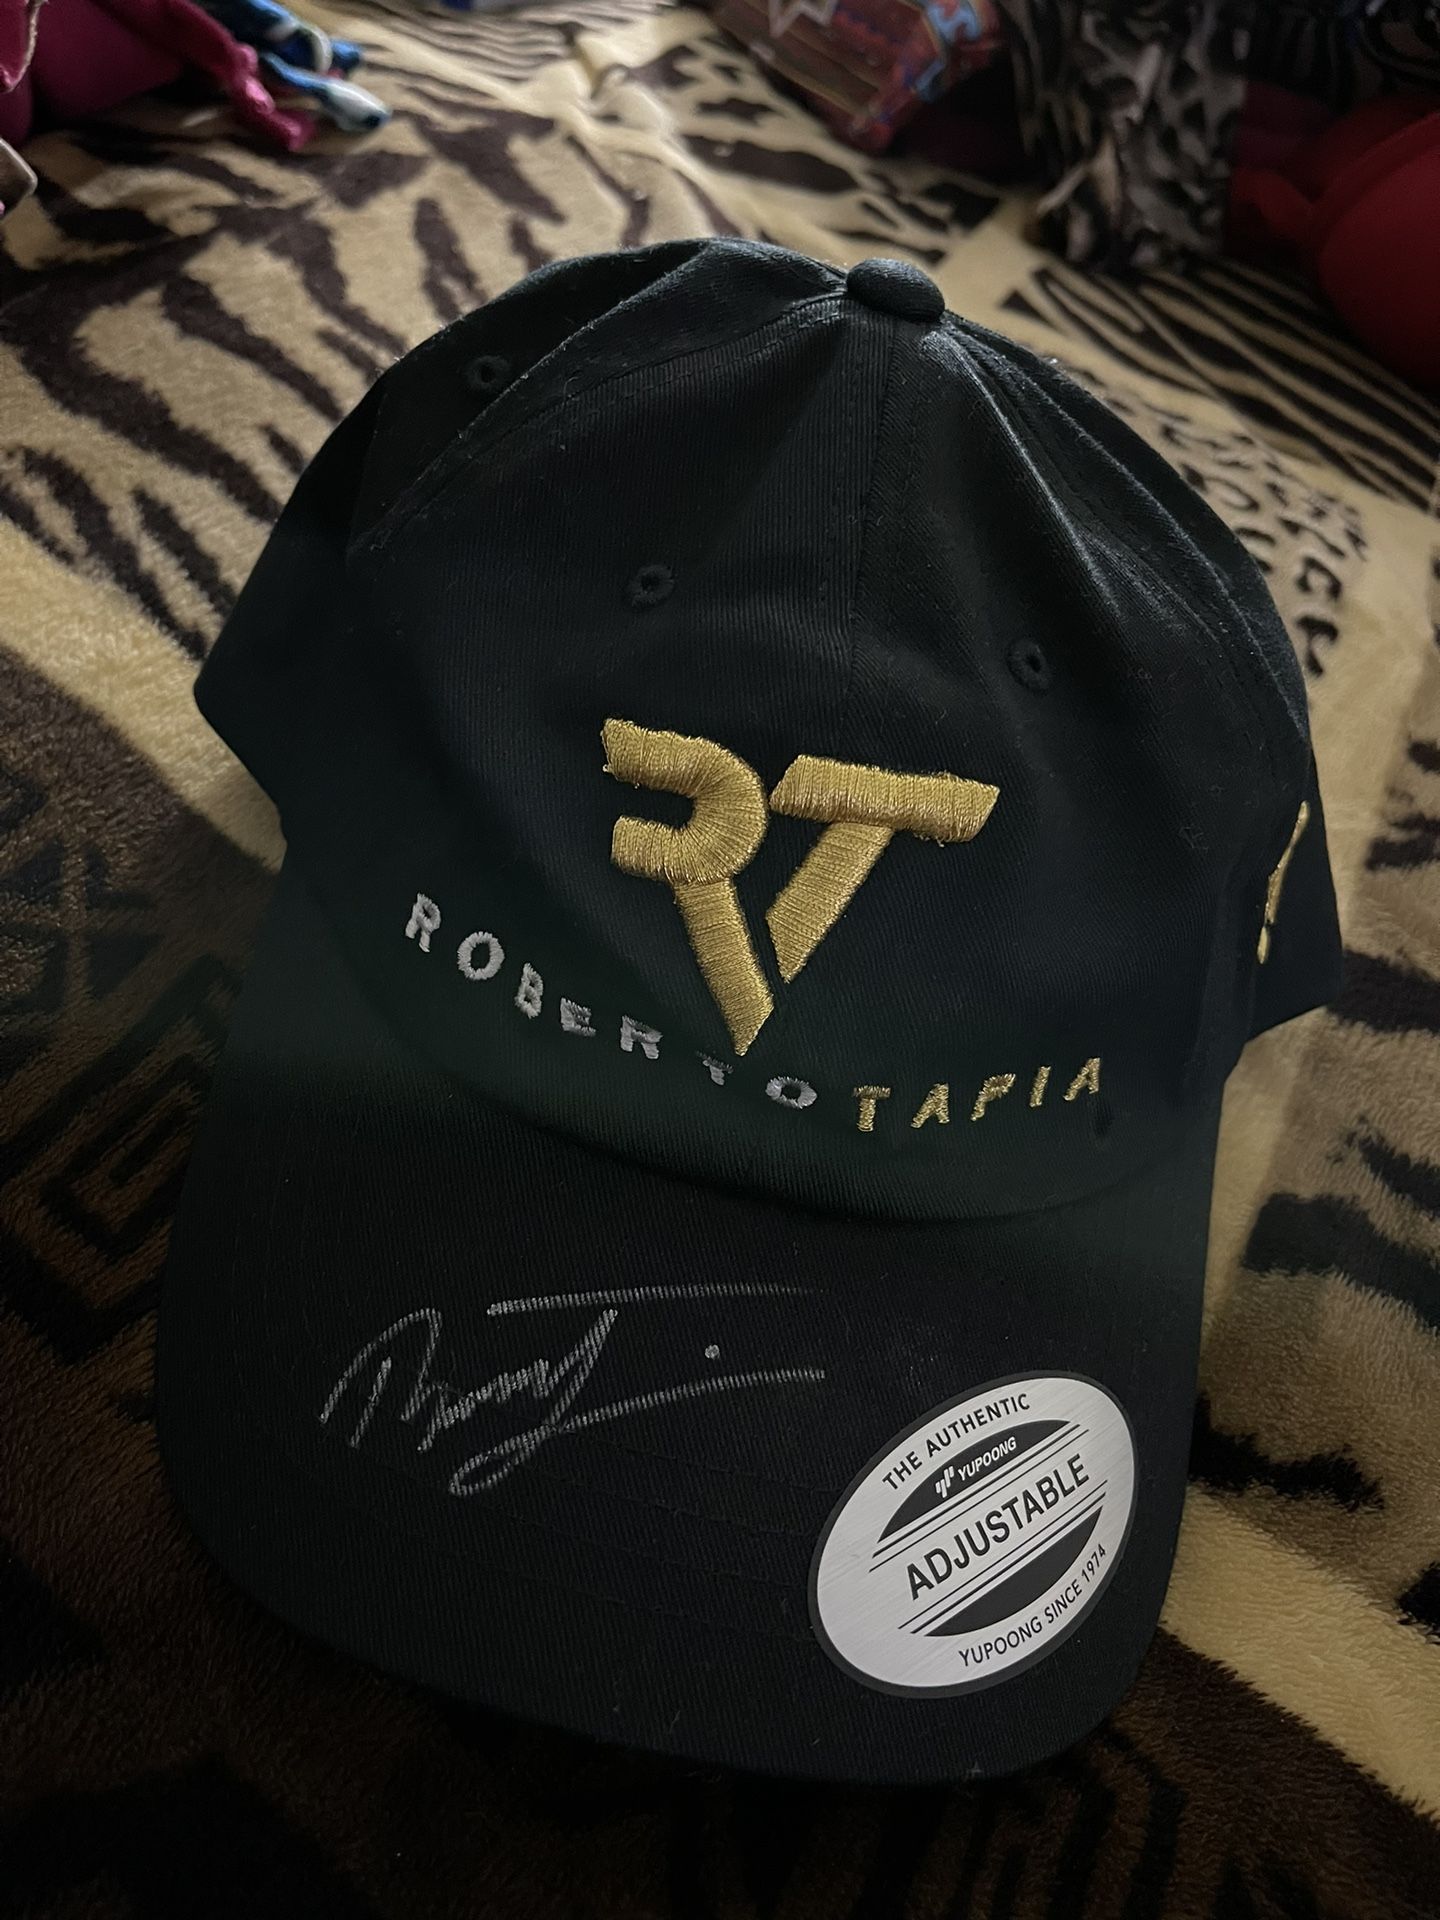 RT
ROBERTO TAPIA
THE AUTHENTIC
YUPOONG
ADJUSTABLE
YUPOONG SINCE 1974